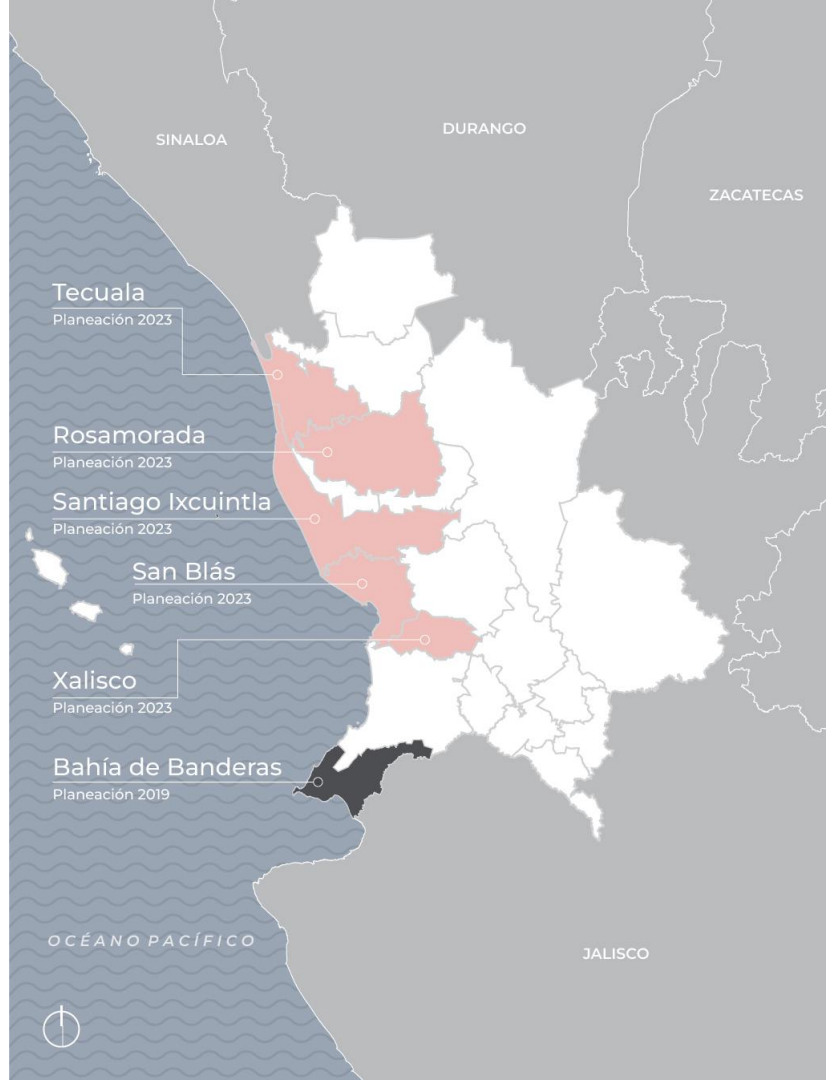 SINALOA
DURANGO
ZACATECAS
Tecuala
Planeación 2023
Rosamorada
Planeación 2023
Santiago Ixcuintla
Planeación 2023
San Blás
Planeación 2023
Xalisco
Planeación 2023
Bahía de Banderas
Planeación 2019
OCÉANO PACÍFICO
JALISCO